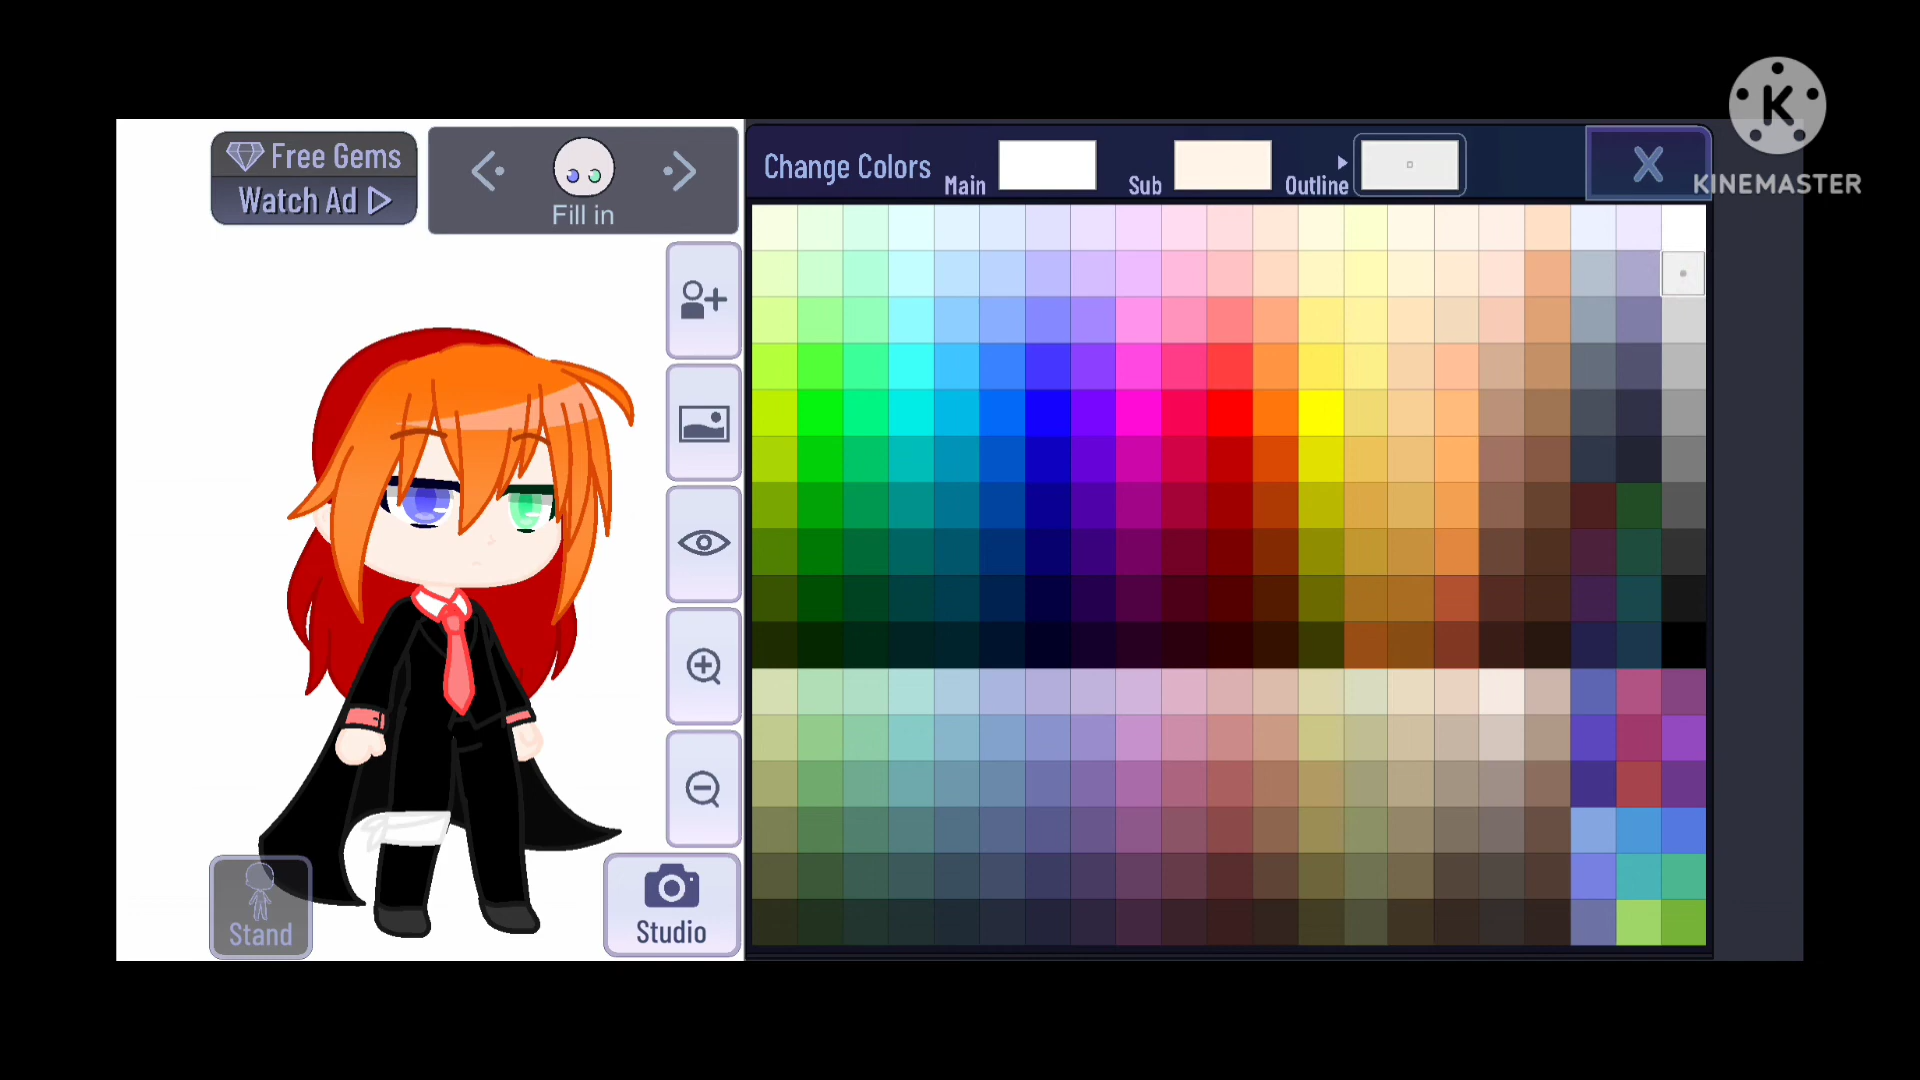 Free Gems
Watch Ad
Fill in
Change Colors
Main
Sub
Outline
X
K
KINEMASTER
Stand
Studio